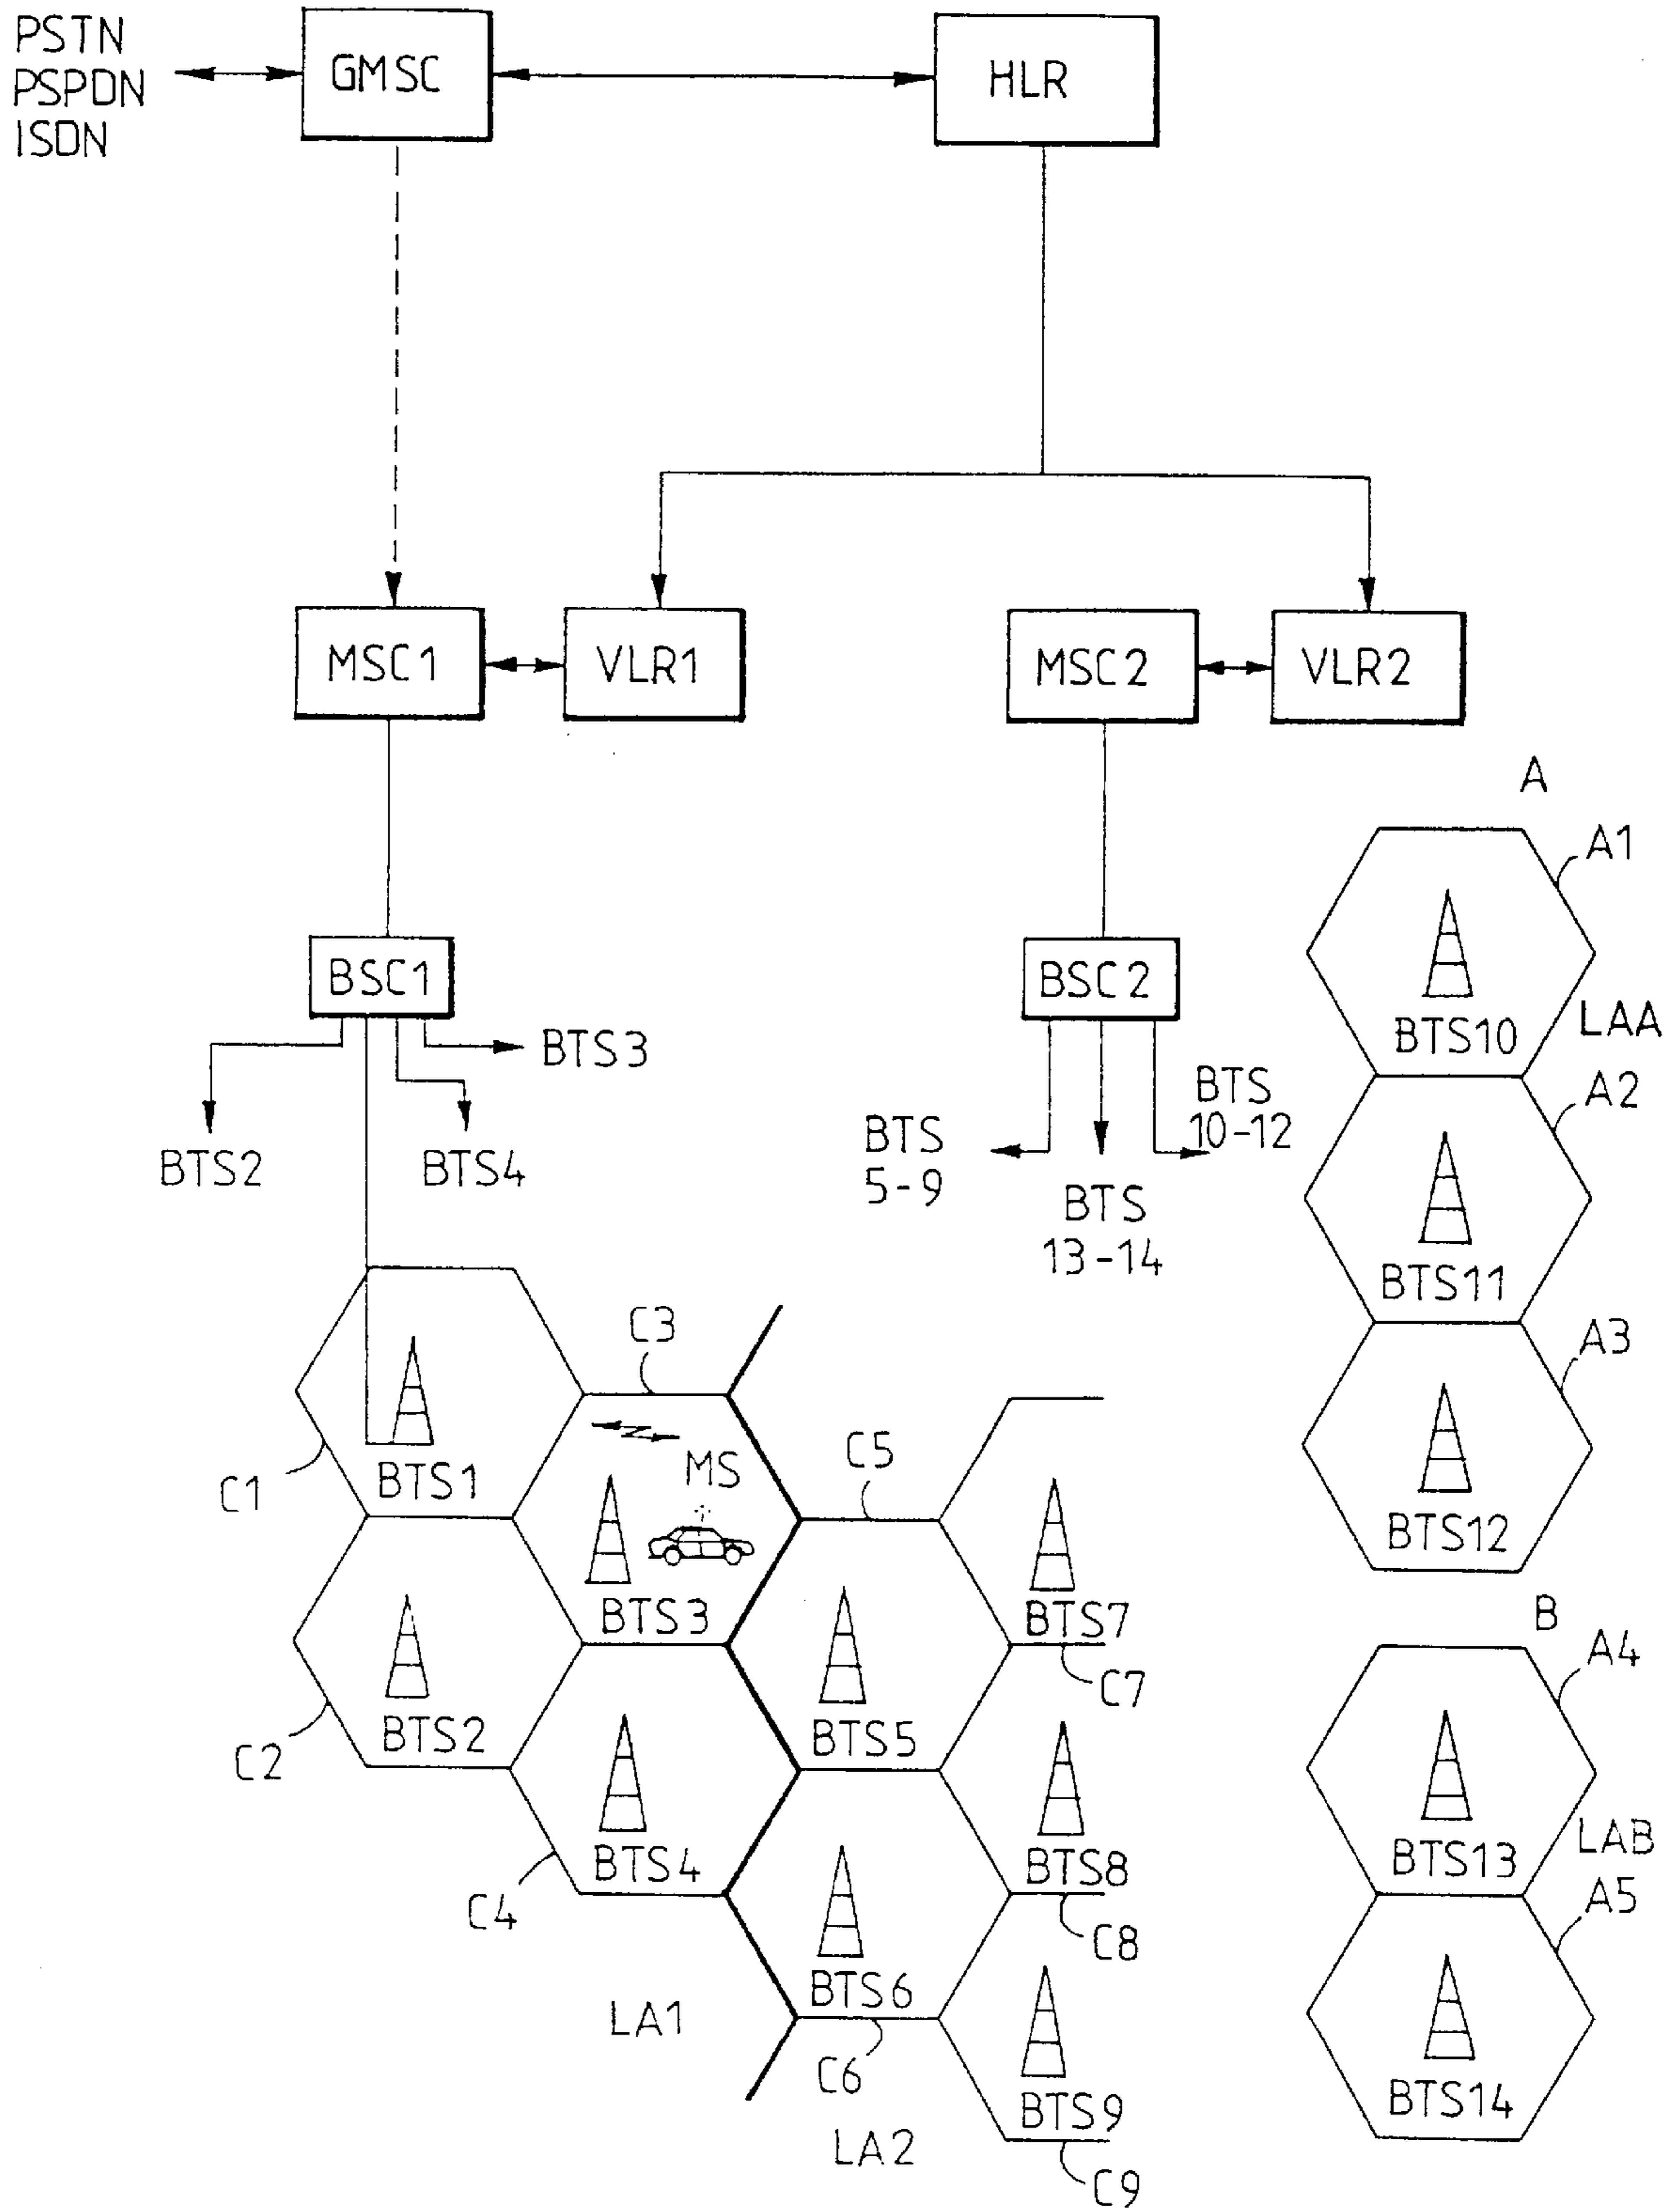 PSTN
PSPDN
ISDN
GMSC
HLR
MSC1
VLR1
MSC2
VLR2
BSC1
BSC2
BTS3
BTS2
BTS4
BTS
5-9
BTS
13-14
BTS
10-12
A
A1
BTS10
LAA
A2
BTS11
A3
BTS12
B
A4
BTS13
LAB
A5
BTS14
C3
C1
BTS1
MS
C5
BTS3
BTS7
C7
C2
BTS2
BTS5
BTS4
BTS8
C4
C8
BTS6
LA1
C6
BTS9
LA2
C9